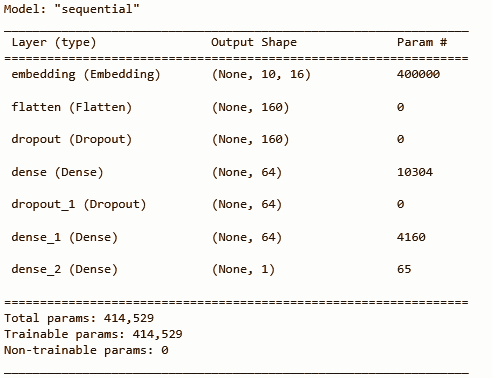 Model: "sequential"
Layer (type) Output Shape Param #
embedding (Embedding) (None, 10, 16) 400000
flatten (Flatten) (None, 160) 0
dropout (Dropout) (None, 160) 0
dense (Dense) (None, 64) 10304
dropout_1 (Dropout) (None, 64) 0
dense_1 (Dense) (None, 64) 4160
dense_2 (Dense) (None, 1) 65
Total params: 414,529
Trainable params: 414,529
Non-trainable params: 0